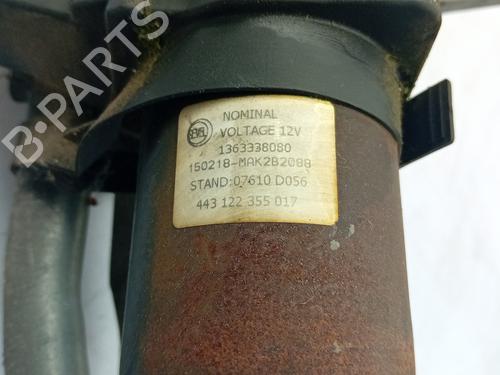 B-PARTS
NOMINAL
VOLTAGE 12V
1363338080
150218-MAK2B2088
STAND:07610 D056
443 122 355 017